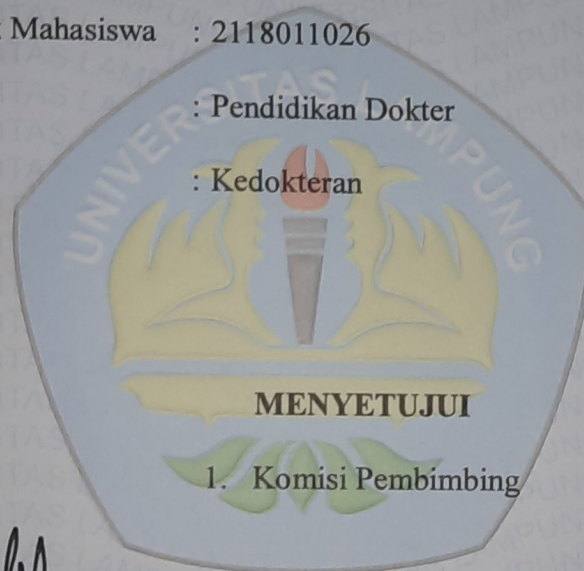 Mahasiswa : 2118011026
: Pendidikan Dokter
: Kedokteran
UNIVERSITAS LAMPUNG
MENYETUJUI
1. Komisi Pembimbing